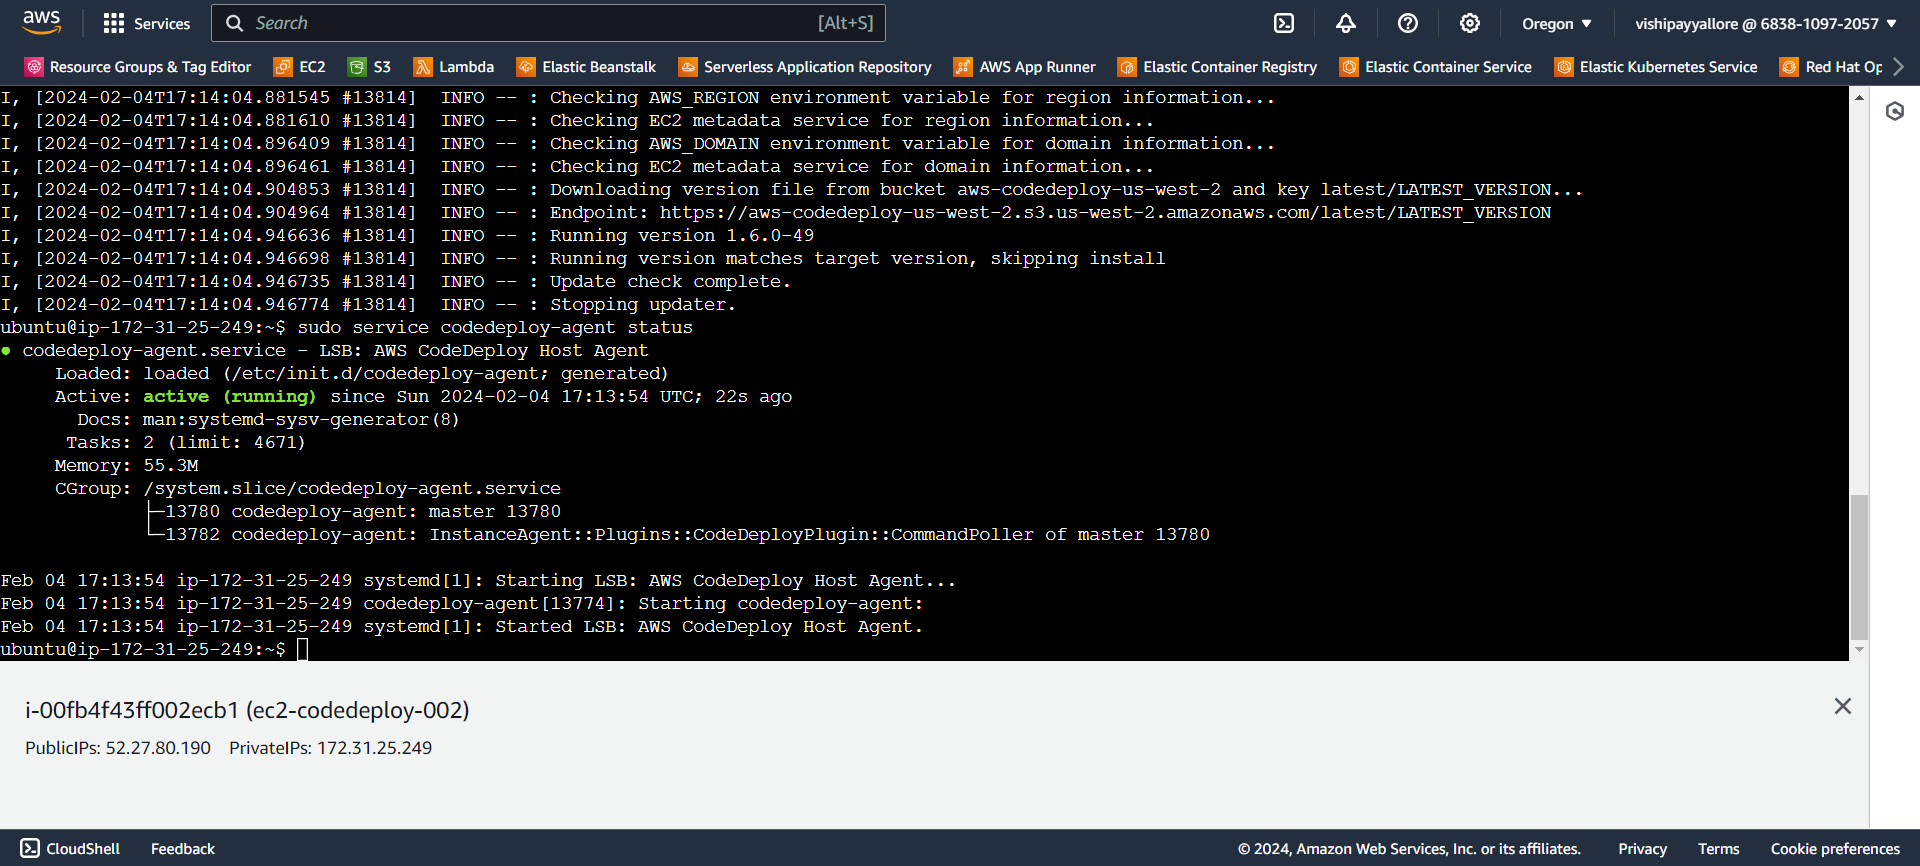 aws Services Search [Alt+S] Oregon vishipayyallore @ 6838-1097-2057
Resource Groups & Tag Editor EC2 S3 Lambda Elastic Beanstalk Serverless Application Repository AWS App Runner Elastic Container Registry Elastic Container Service Elastic Kubernetes Service Red Hat Op
I, [2024-02-04T17:14:04.881545 #13814]  INFO -- : Checking AWS_REGION environment variable for region information...
I, [2024-02-04T17:14:04.881610 #13814]  INFO -- : Checking EC2 metadata service for region information...
I, [2024-02-04T17:14:04.896409 #13814]  INFO -- : Checking AWS_DOMAIN environment variable for domain information...
I, [2024-02-04T17:14:04.896461 #13814]  INFO -- : Checking EC2 metadata service for domain information...
I, [2024-02-04T17:14:04.904853 #13814]  INFO -- : Downloading version file from bucket aws-codedeploy-us-west-2 and key latest/LATEST_VERSION...
I, [2024-02-04T17:14:04.904964 #13814]  INFO -- : Endpoint: https://aws-codedeploy-us-west-2.s3.us-west-2.amazonaws.com/latest/LATEST_VERSION
I, [2024-02-04T17:14:04.946636 #13814]  INFO -- : Running version 1.6.0-49
I, [2024-02-04T17:14:04.946698 #13814]  INFO -- : Running version matches target version, skipping install
I, [2024-02-04T17:14:04.946735 #13814]  INFO -- : Update check complete.
I, [2024-02-04T17:14:04.946774 #13814]  INFO -- : Stopping updater.
ubuntu@ip-172-31-25-249:~$ sudo service codedeploy-agent status
● codedeploy-agent.service - LSB: AWS CodeDeploy Host Agent
     Loaded: loaded (/etc/init.d/codedeploy-agent; generated)
     Active: active (running) since Sun 2024-02-04 17:13:54 UTC; 22s ago
       Docs: man:systemd-sysv-generator(8)
      Tasks: 2 (limit: 4671)
     Memory: 55.3M
     CGroup: /system.slice/codedeploy-agent.service
             ├─13780 codedeploy-agent: master 13780
             └─13782 codedeploy-agent: InstanceAgent::Plugins::CodeDeployPlugin::CommandPoller of master 13780
Feb 04 17:13:54 ip-172-31-25-249 systemd[1]: Starting LSB: AWS CodeDeploy Host Agent...
Feb 04 17:13:54 ip-172-31-25-249 codedeploy-agent[13774]: Starting codedeploy-agent:
Feb 04 17:13:54 ip-172-31-25-249 systemd[1]: Started LSB: AWS CodeDeploy Host Agent.
ubuntu@ip-172-31-25-249:~$
i-00fb4f43ff002ecb1 (ec2-codedeploy-002)
PublicIPs: 52.27.80.190 PrivateIPs: 172.31.25.249
CloudShell Feedback © 2024, Amazon Web Services, Inc. or its affiliates. Privacy Terms Cookie preferences